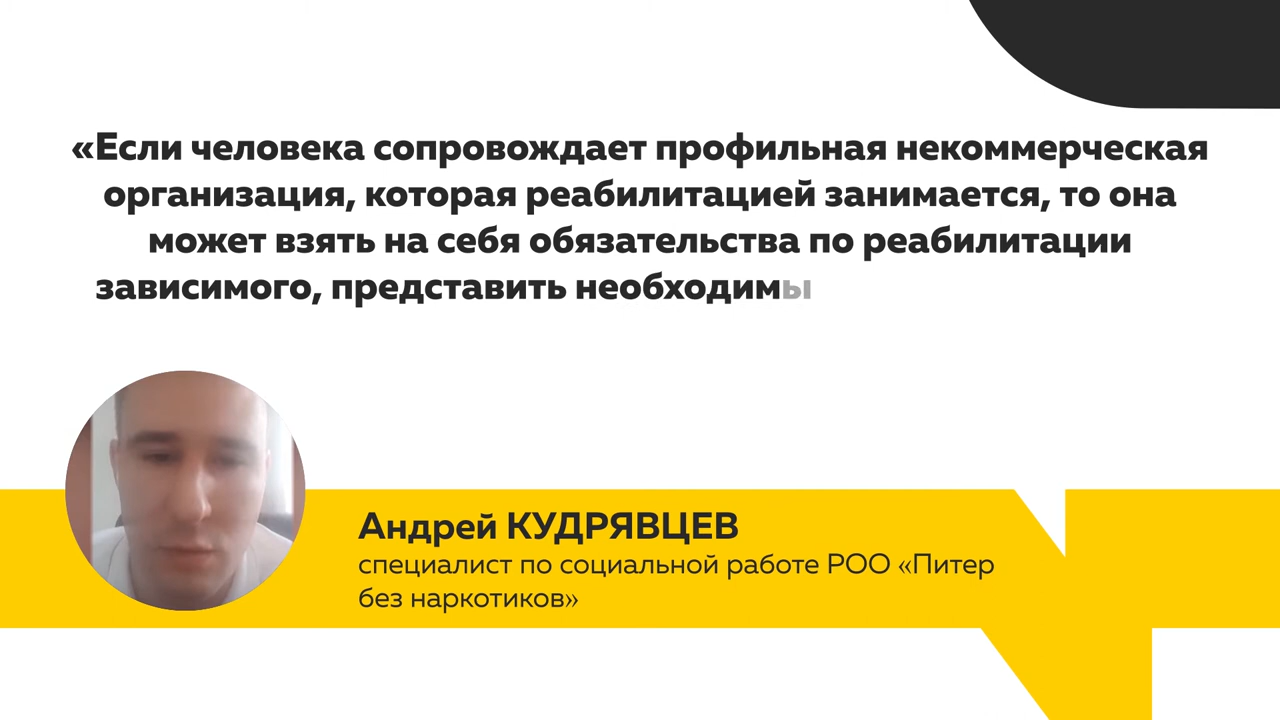 «Если человека сопровождает профильная некоммерческая
организация, которая реабилитацией занимается, то она
может взять на себя обязательства по реабилитации
зависимого, представить необходимы
Андрей КУДРЯВЦЕВ
специалист по социальной работе РОО «Питер
без наркотиков»